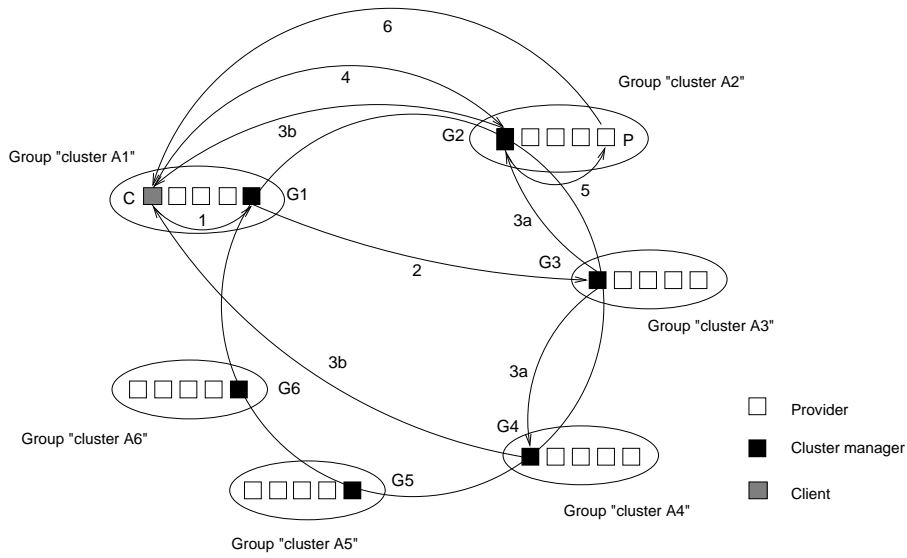 6
Group "cluster A2"
4
3b
G2
P
Group "cluster A1"
C
G1
1
5
3a
2
G3
Group "cluster A3"
3b
3a
G6
G4
Provider
Group "cluster A6"
Cluster manager
G5
Client
Group "cluster A4"
Group "cluster A5"